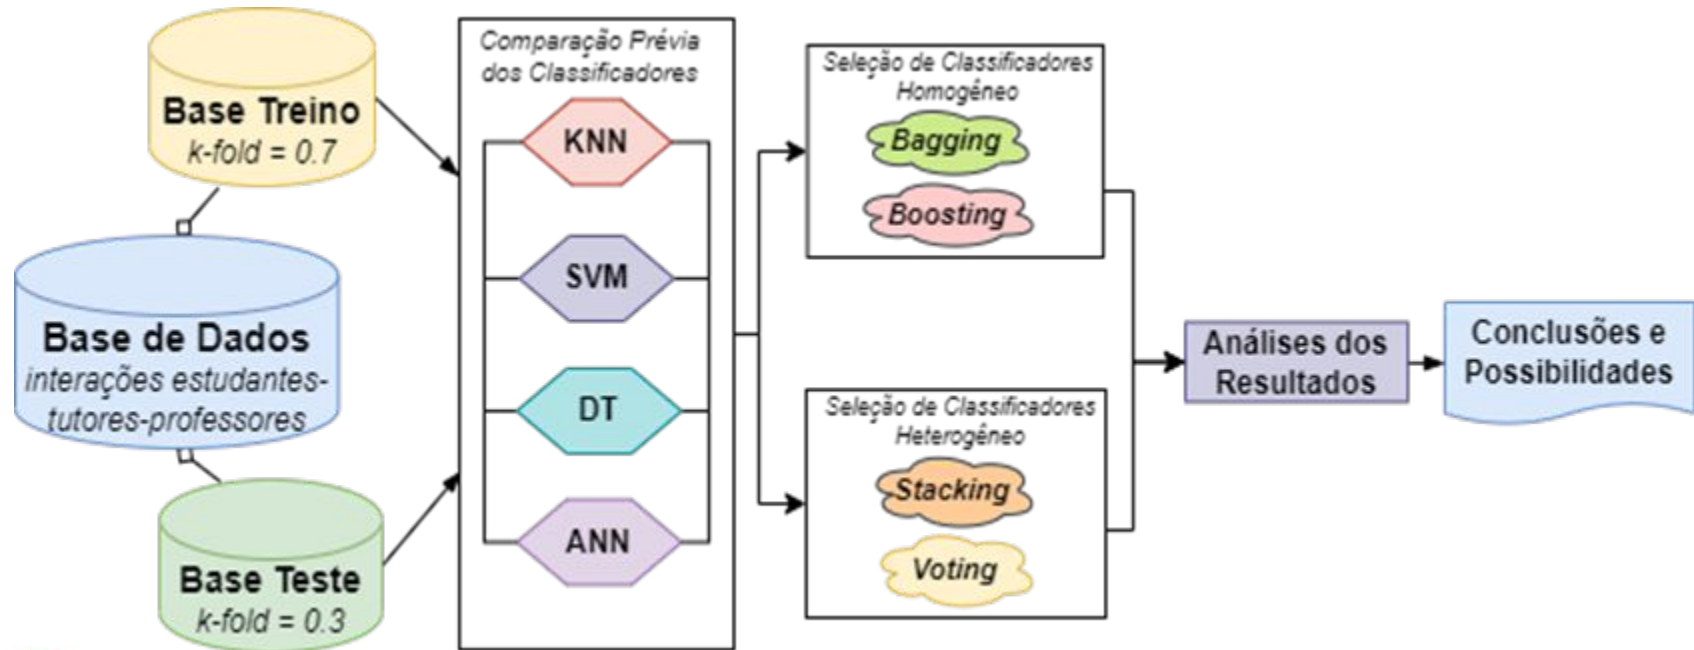 Base Treino
k-fold = 0.7
Base de Dados
interações estudantes-
tutores-professores
Base Teste
k-fold = 0.3
Comparação Prévia
dos Classificadores
KNN
SVM
DT
ANN
Seleção de Classificadores
Homogêneo
Bagging
Boosting
Seleção de Classificadores
Heterogêneo
Stacking
Voting
Análises dos
Resultados
Conclusões e
Possibilidades